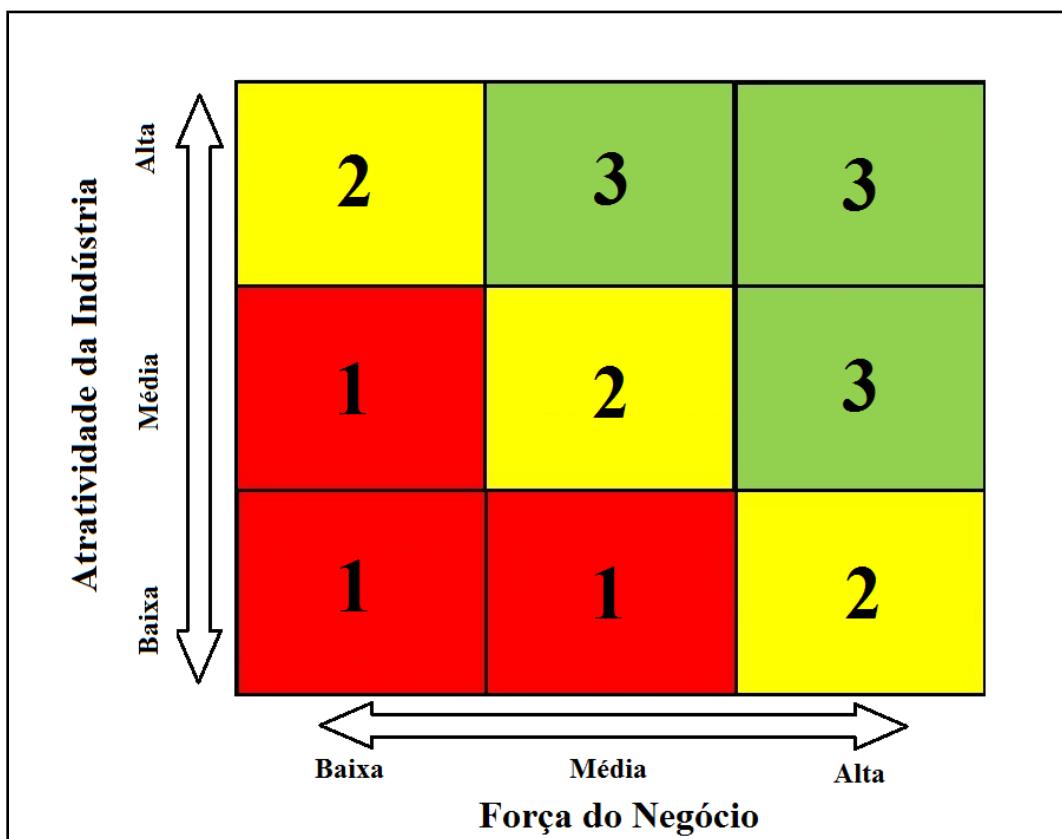 Atratividade da Indústria
Alta
Média
Baixa
2 3 3
1 2 3
1 1 2
Baixa Média Alta
Força do Negócio